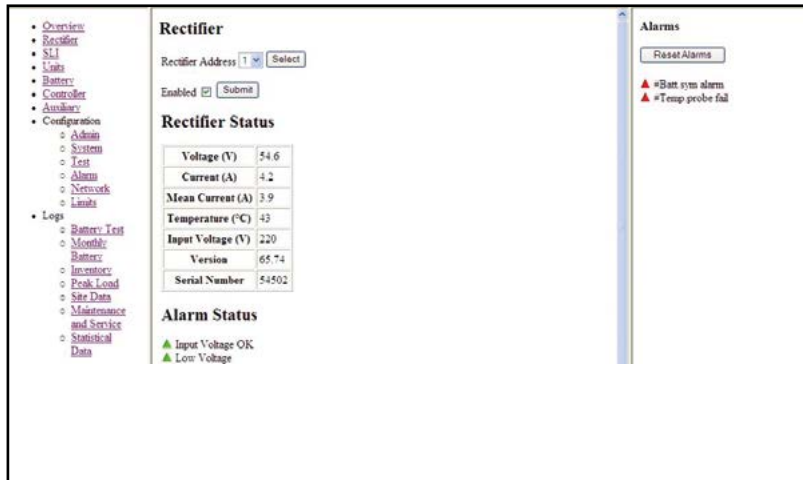 Overview
Rectifier
SLI
Units
Battery
Controller
Auxiliary
Configuration
Admin
System
Test
Alarm
Network
Limits
Logs
Battery Test
Monthly
Battery
Inventory
Peak Load
Site Data
Maintenance
and Service
Statistical
Data
Rectifier
Rectifier Address 1 Select
Enabled Submit
Rectifier Status
Voltage (V) 54.6
Current (A) 4.2
Mean Current (A) 3.9
Temperature (°C) 43
Input Voltage (V) 220
Version 65.74
Serial Number 54502
Alarm Status
Input Voltage OK
Low Voltage
Alarms
Reset Alarms
=Batt.sym alarm
=Temp.probe fail